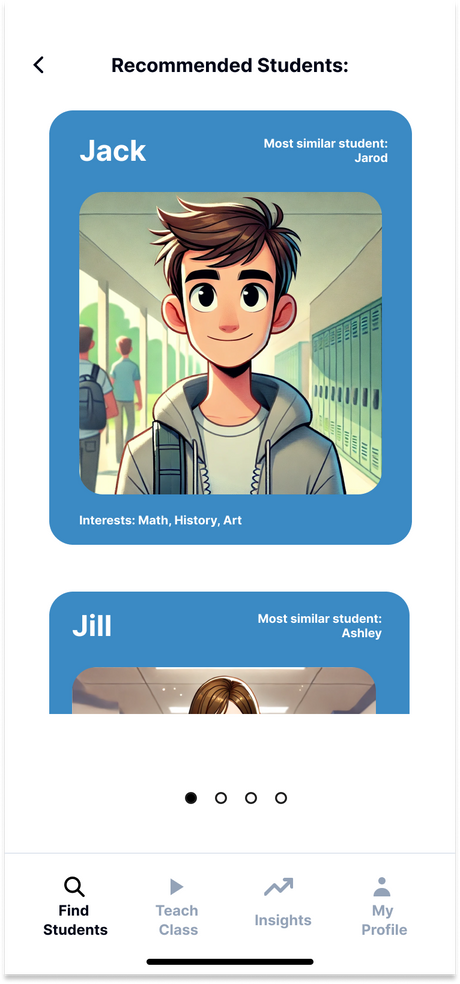 Recommended Students:
Jack
Most similar student:
Jarod
Interests: Math, History, Art
Jill
Most similar student:
Ashley
Find
Students
Teach
Class
Insights
My
Profile